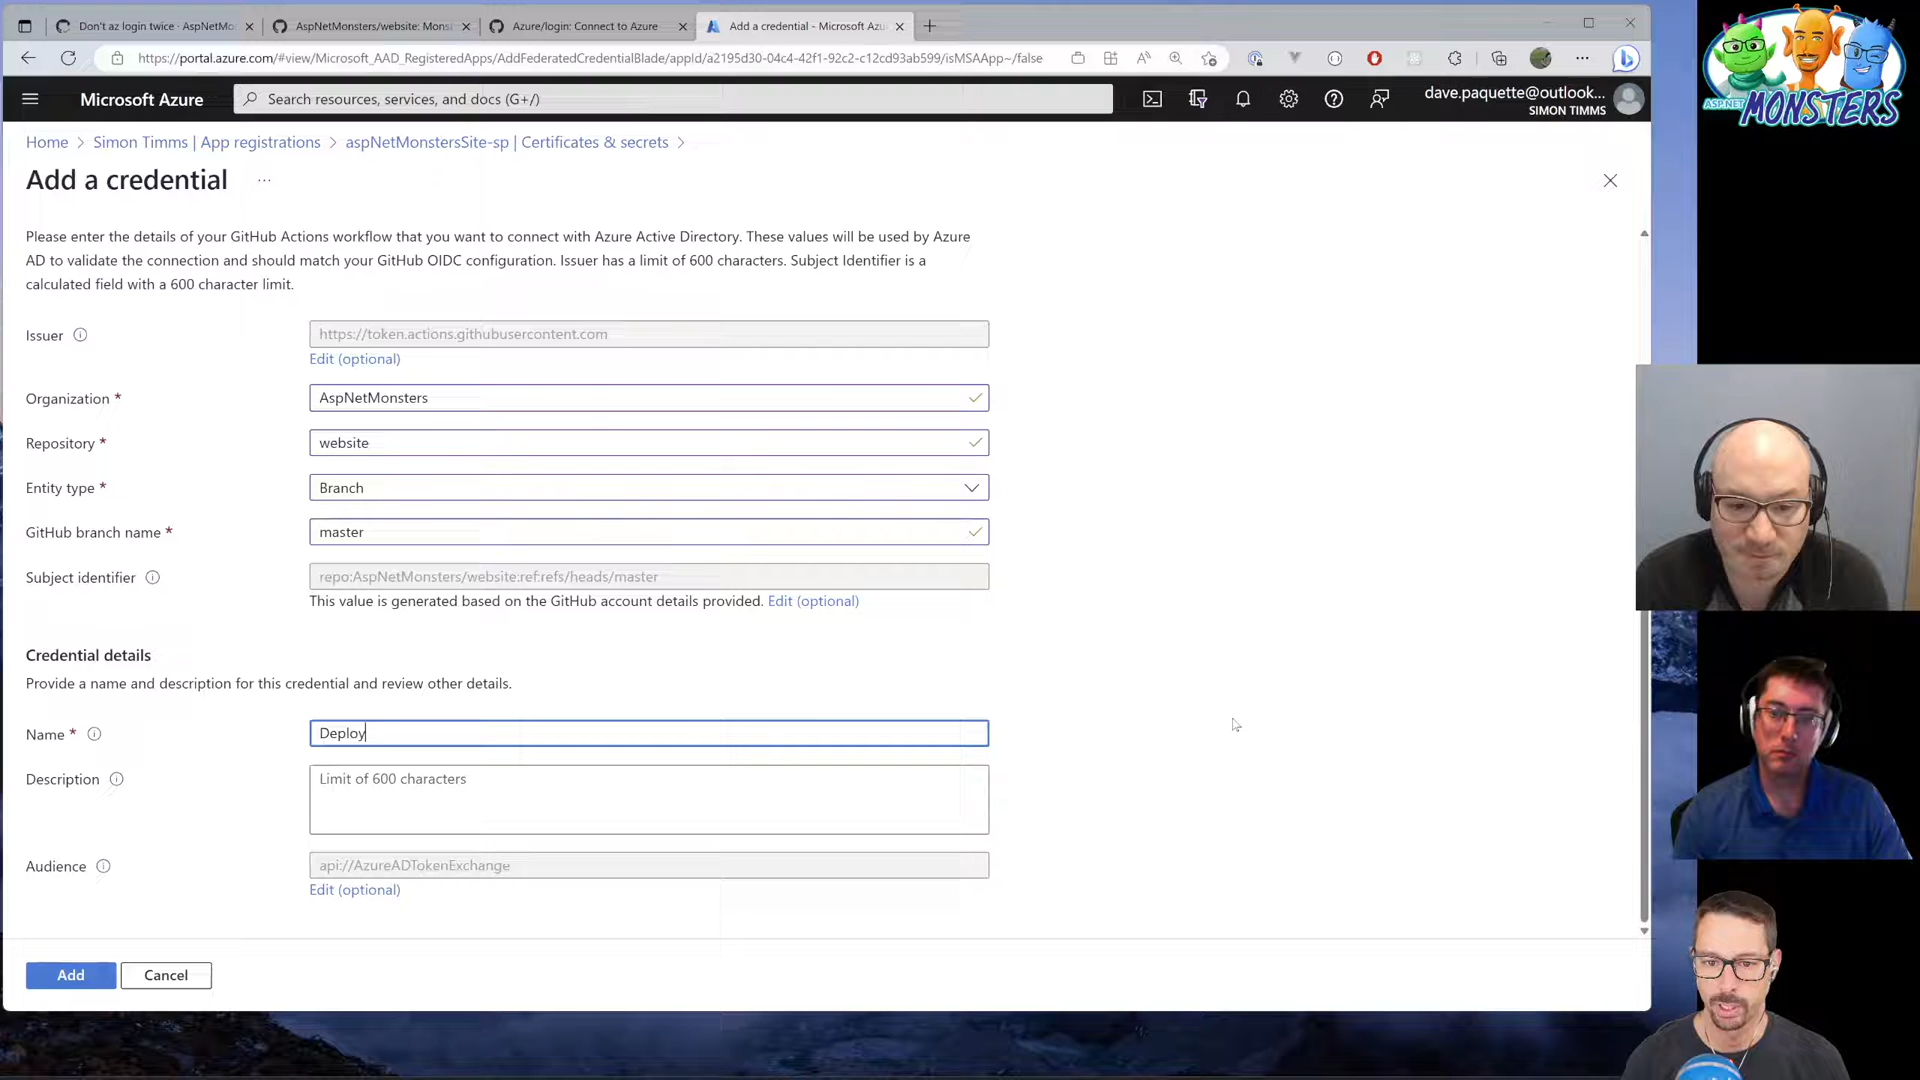 Don't az login twice · AspNetMo
AspNetMonsters/website: Monst
Azure/login: Connect to Azure
Add a credential - Microsoft Azu
https://portal.azure.com/#view/Microsoft_AAD_RegisteredApps/AddFederatedCredentialBlade/appId/a2195d30-04c4-42f1-92c2-c12cd93ab599/isMSAApp~/false
Microsoft Azure
Search resources, services, and docs (G+/)
dave.paquette@outlook...
SIMON TIMMS
ASP.NET
MONSTERS
Home > Simon Timms | App registrations > aspNetMonstersSite-sp | Certificates & secrets >
Add a credential ...
Please enter the details of your GitHub Actions workflow that you want to connect with Azure Active Directory. These values will be used by Azure
AD to validate the connection and should match your GitHub OIDC configuration. Issuer has a limit of 600 characters. Subject Identifier is a
calculated field with a 600 character limit.
Issuer
https://token.actions.githubusercontent.com
Edit (optional)
Organization *
AspNetMonsters
Repository *
website
Entity type *
Branch
GitHub branch name *
master
Subject identifier
repo:AspNetMonsters/website:ref:refs/heads/master
This value is generated based on the GitHub account details provided. Edit (optional)
Credential details
Provide a name and description for this credential and review other details.
Name *
Deploy
Description
Limit of 600 characters
Audience
api://AzureADTokenExchange
Edit (optional)
Add
Cancel